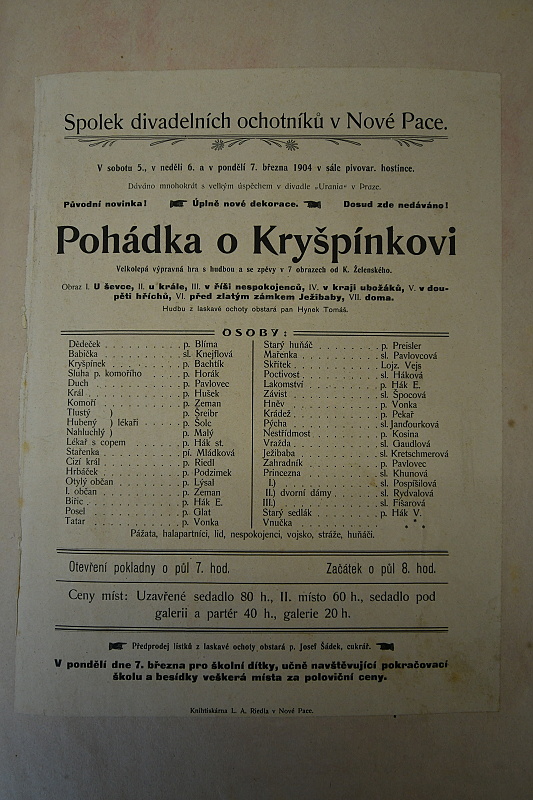 Spolek divadelních ochotníků v Nové Pace.
V sobotu 5., v neděli 6. a v pondělí 7. března 1904 v sále pivovar. hostince.
Dáváno mnohokrát s velkým úspěchem v divadle „Urania“ v Praze.
Původní novinka! Úplně nové dekorace. Dosud zde nedáváno!
Pohádka o Kryšpínkovi
Velkolepá výpravná hra s hudbou a se zpěvy v 7 obrazech od K. Želenského.
Obraz I. U ševce, II. u krále, III. v říši nespokojenců, IV. v kraji ubožáků, V. v dou-
pěti hříchů, VI. před zlatým zámkem Ježibaby, VII. doma.
Hudbu z laskavé ochoty obstará pan Hynek Tomáš.
OSOBY:
Dědeček . . . . . . . . . p. Blíma
Babička . . . . . . . . . sl. Knejflová
Kryšpínek . . . . . . . . p. Bachtík
Sluha p. komořího . . . . p. Horák
Duch . . . . . . . . . . p. Pavlovec
Král . . . . . . . . . . p. Hušek
Komoří . . . . . . . . . p. Zeman
Tlustý ) . . . . . . . . p. Šreibr
Hubený ) lékaři . . . . . p. Šolc
Nahluchlý ) . . . . . . . p. Malý
Lékař s copem . . . . . . p. Hák st.
Stařenka . . . . . . . . pí. Mládková
Cizí král . . . . . . . . p. Riedl
Hrbáček . . . . . . . . . p. Podzimek
Otylý občan . . . . . . . p. Lýsal
I. občan . . . . . . . . p. Zeman
Biřic . . . . . . . . . . p. Hák E.
Posel . . . . . . . . . . p. Glat
Tatar . . . . . . . . . . p. Vonka
Starý huňáč . . . . . . . p. Preisler
Mařenka . . . . . . . . . sl. Pavlovcová
Skřítek . . . . . . . . . Lojz. Vejs
Poctivost . . . . . . . . sl. Háková
Lakomství . . . . . . . . p. Hák E.
Závist . . . . . . . . . sl. Špocová
Hněv . . . . . . . . . . p. Vonka
Krádež . . . . . . . . . p. Pekař
Pýcha . . . . . . . . . . sl. Janďourková
Nestřídmost . . . . . . . p. Kosina
Vražda . . . . . . . . . sl. Gaudlová
Ježibaba . . . . . . . . sl. Kretschmerová
Zahradník . . . . . . . . p. Pavlovec
Princezna . . . . . . . . sl. Khunová
I.) . . . . . . . . . . . sl. Pospíšilová
II.) dvorní dámy . . . . sl. Rydvalová
III.) . . . . . . . . . . sl. Fišarová
Starý sedlák . . . . . . p. Hák V.
Vnučka . . . . . . . . . * * *
Pážata, halapartníci, lid, nespokojenci, vojsko, stráže, huňáči.
Otevření pokladny o půl 7. hod. Začátek o půl 8. hod.
Ceny míst: Uzavřené sedadlo 80 h., II. místo 60 h., sedadlo pod
galerii a partér 40 h., galerie 20 h.
Předprodej lístků z laskavé ochoty obstará p. Josef Šádek, cukrář.
V pondělí dne 7. března pro školní dítky, učně navštěvující pokračovací
školu a besídky veškerá místa za poloviční ceny.
Knihtiskárna L. A. Riedla v Nové Pace.